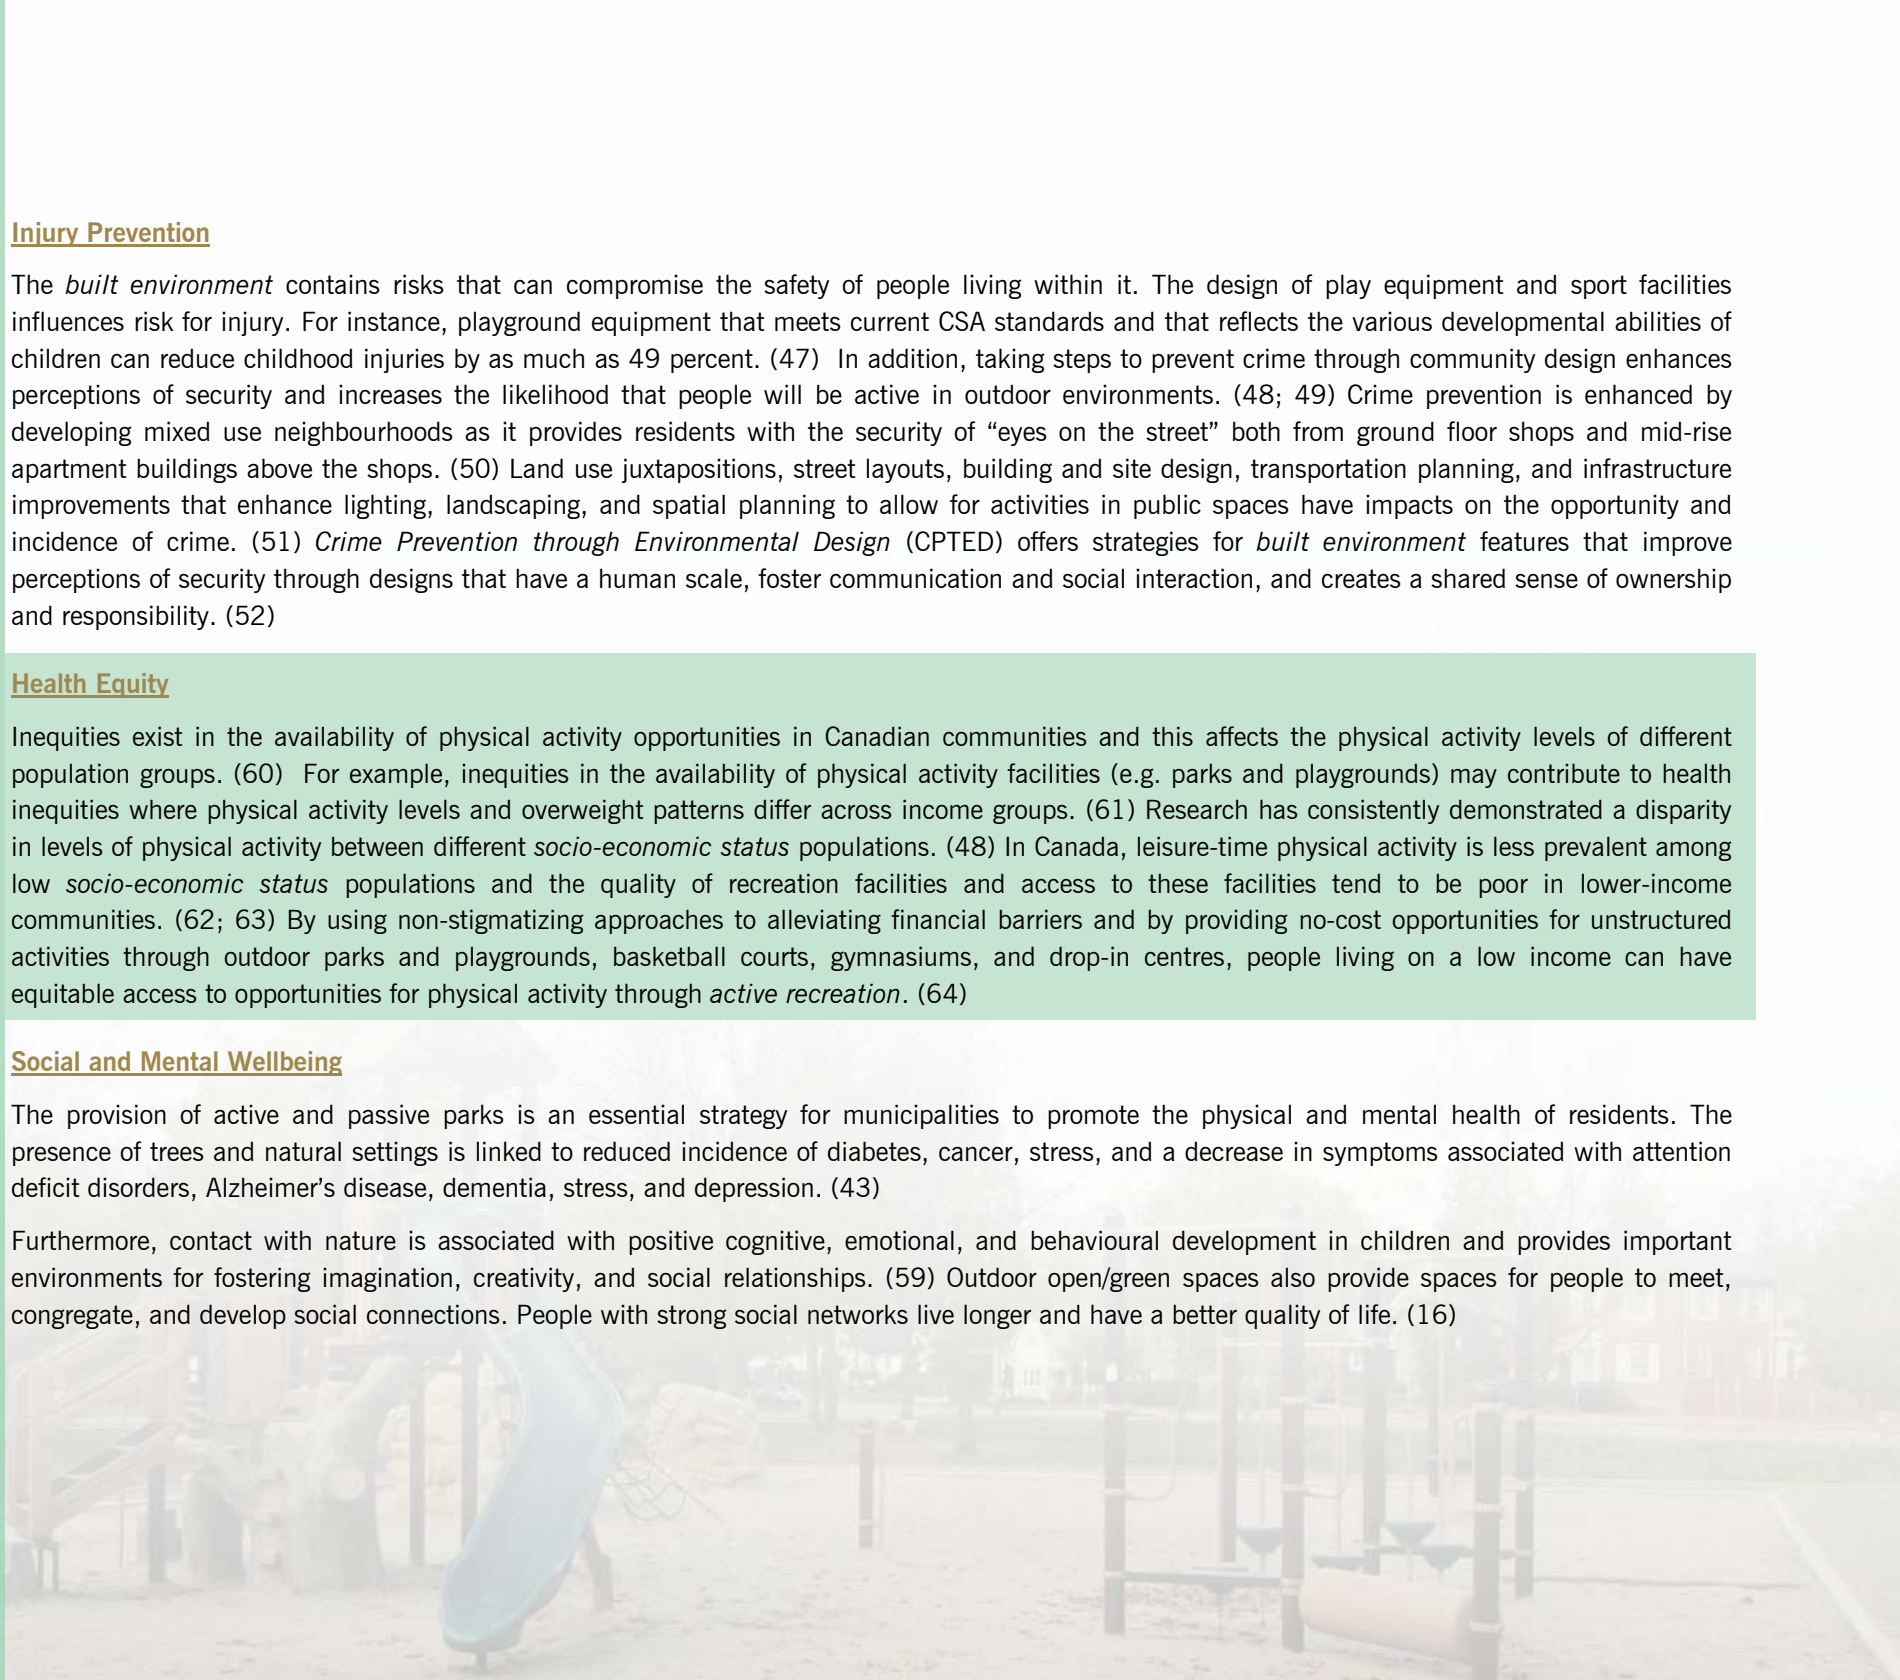 Injury Prevention
The built environment contains risks that can compromise the safety of people living within it. The design of play equipment and sport facilities
influences risk for injury. For instance, playground equipment that meets current CSA standards and that reflects the various developmental abilities of
children can reduce childhood injuries by as much as 49 percent. (47)  In addition, taking steps to prevent crime through community design enhances
perceptions of security and increases the likelihood that people will be active in outdoor environments. (48; 49) Crime prevention is enhanced by
developing mixed use neighbourhoods as it provides residents with the security of “eyes on the street” both from ground floor shops and mid-rise
apartment buildings above the shops. (50) Land use juxtapositions, street layouts, building and site design, transportation planning, and infrastructure
improvements that enhance lighting, landscaping, and spatial planning to allow for activities in public spaces have impacts on the opportunity and
incidence of crime. (51) Crime Prevention through Environmental Design (CPTED) offers strategies for built environment features that improve
perceptions of security through designs that have a human scale, foster communication and social interaction, and creates a shared sense of ownership
and responsibility. (52)
Health Equity
Inequities exist in the availability of physical activity opportunities in Canadian communities and this affects the physical activity levels of different
population groups. (60)  For example, inequities in the availability of physical activity facilities (e.g. parks and playgrounds) may contribute to health
inequities where physical activity levels and overweight patterns differ across income groups. (61) Research has consistently demonstrated a disparity
in levels of physical activity between different socio-economic status populations. (48) In Canada, leisure-time physical activity is less prevalent among
low socio-economic status populations and the quality of recreation facilities and access to these facilities tend to be poor in lower-income
communities. (62; 63) By using non-stigmatizing approaches to alleviating financial barriers and by providing no-cost opportunities for unstructured
activities through outdoor parks and playgrounds, basketball courts, gymnasiums, and drop-in centres, people living on a low income can have
equitable access to opportunities for physical activity through active recreation. (64)
Social and Mental Wellbeing
The provision of active and passive parks is an essential strategy for municipalities to promote the physical and mental health of residents. The
presence of trees and natural settings is linked to reduced incidence of diabetes, cancer, stress, and a decrease in symptoms associated with attention
deficit disorders, Alzheimer’s disease, dementia, stress, and depression. (43)
Furthermore, contact with nature is associated with positive cognitive, emotional, and behavioural development in children and provides important
environments for fostering imagination, creativity, and social relationships. (59) Outdoor open/green spaces also provide spaces for people to meet,
congregate, and develop social connections. People with strong social networks live longer and have a better quality of life. (16)